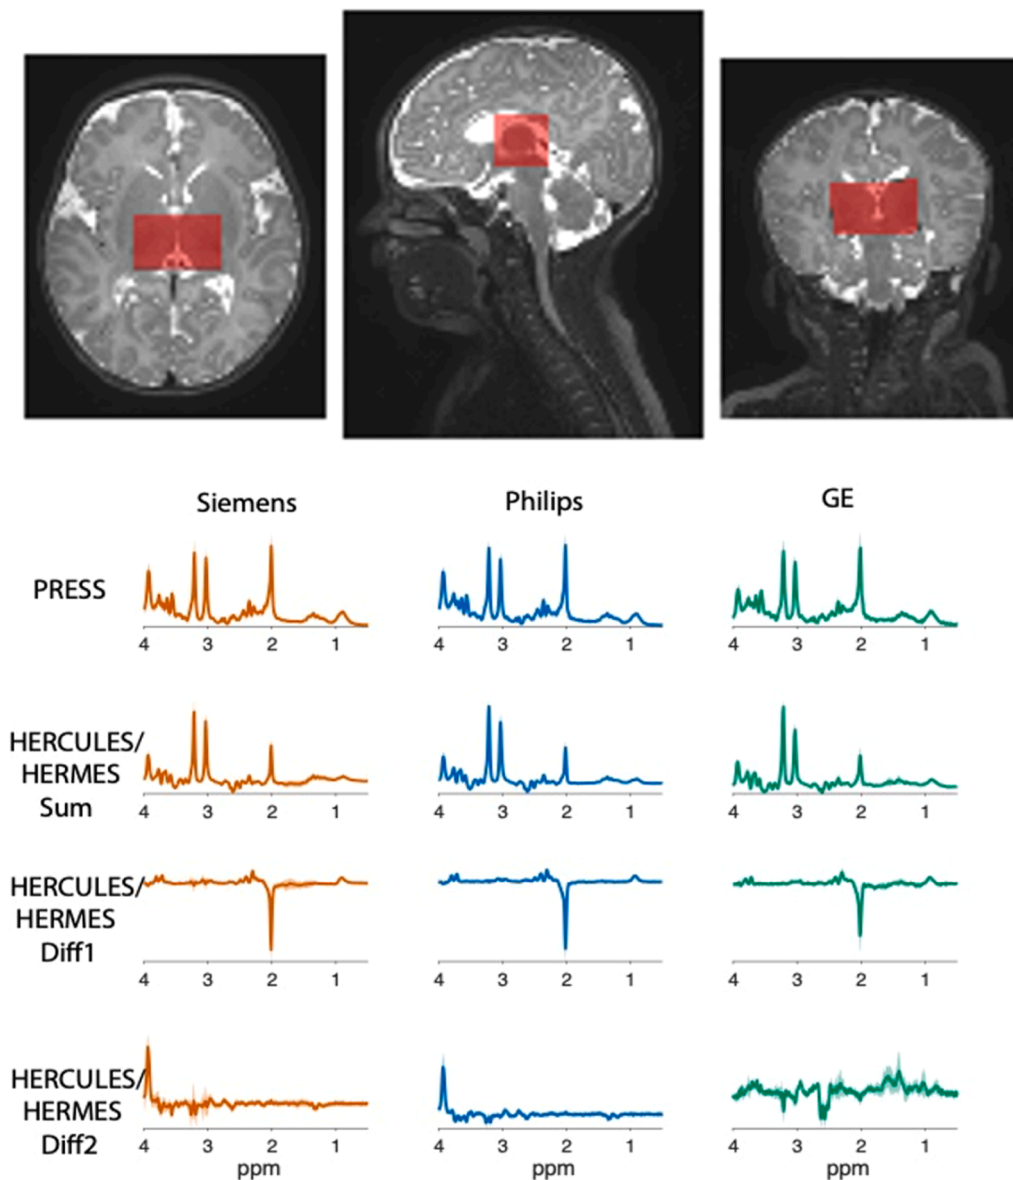 Siemens Philips GE
PRESS
4 3 2 1 4 3 2 1 4 3 2 1
HERCULES/
HERMES
Sum
4 3 2 1 4 3 2 1 4 3 2 1
HERCULES/
HERMES
Diff1
4 3 2 1 4 3 2 1 4 3 2 1
HERCULES/
HERMES
Diff2
4 3 2 1 4 3 2 1 4 3 2 1
ppm ppm ppm